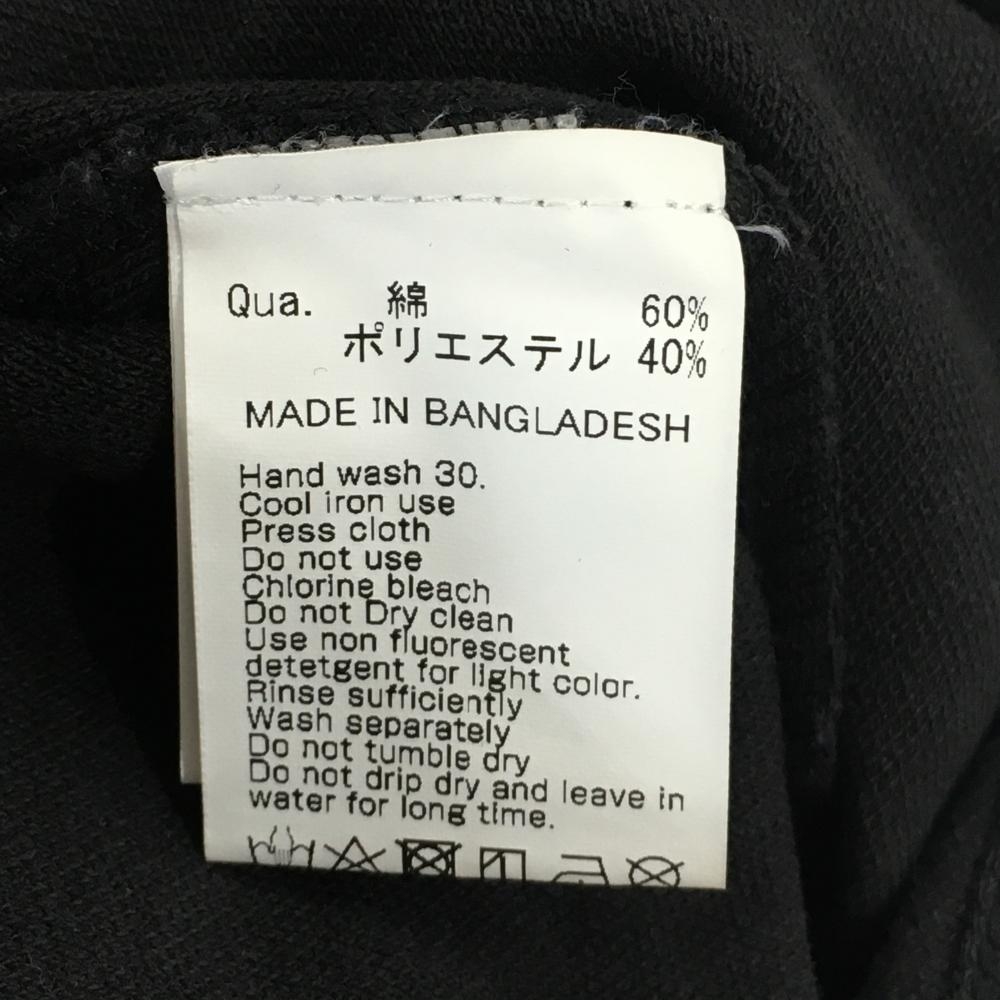 Qua. 綿 60%
ポリエステル 40%
MADE IN BANGLADESH
Hand wash 30.
Cool iron use
Press cloth
Do not use
Chlorine bleach
Do not Dry clean
Use non fluorescent
detetgent for light color.
Rinse sufficiently
Wash separately
Do not tumble dry
Do not drip dry and leave in
water for long time.